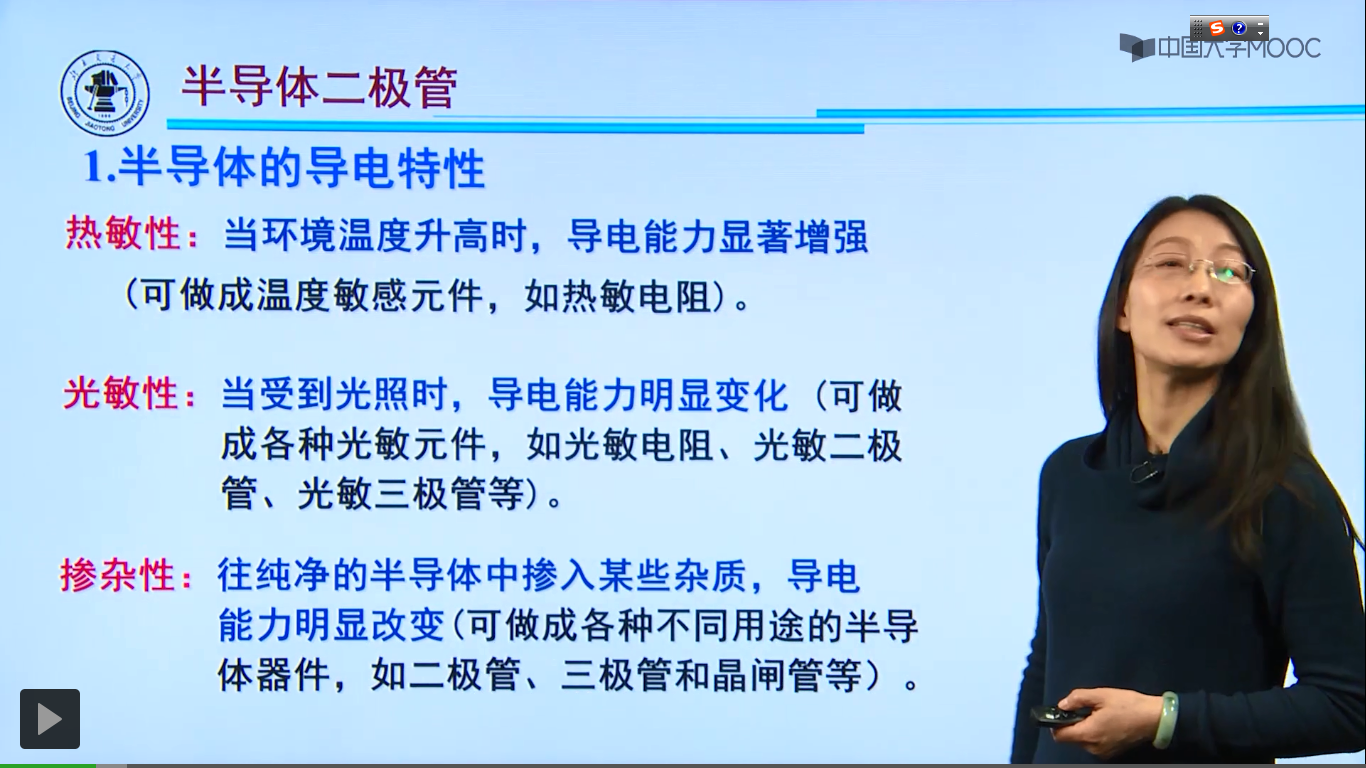 中国大学MOOC
半导体二极管
BEIJING JIAOTONG UNIVERSITY
1.半导体的导电特性
热敏性：当环境温度升高时，导电能力显著增强
(可做成温度敏感元件，如热敏电阻)。
光敏性：当受到光照时，导电能力明显变化 (可做
成各种光敏元件，如光敏电阻、光敏二极
管、光敏三极管等)。
掺杂性：往纯净的半导体中掺入某些杂质，导电
能力明显改变(可做成各种不同用途的半导
体器件，如二极管、三极管和晶闸管等）。